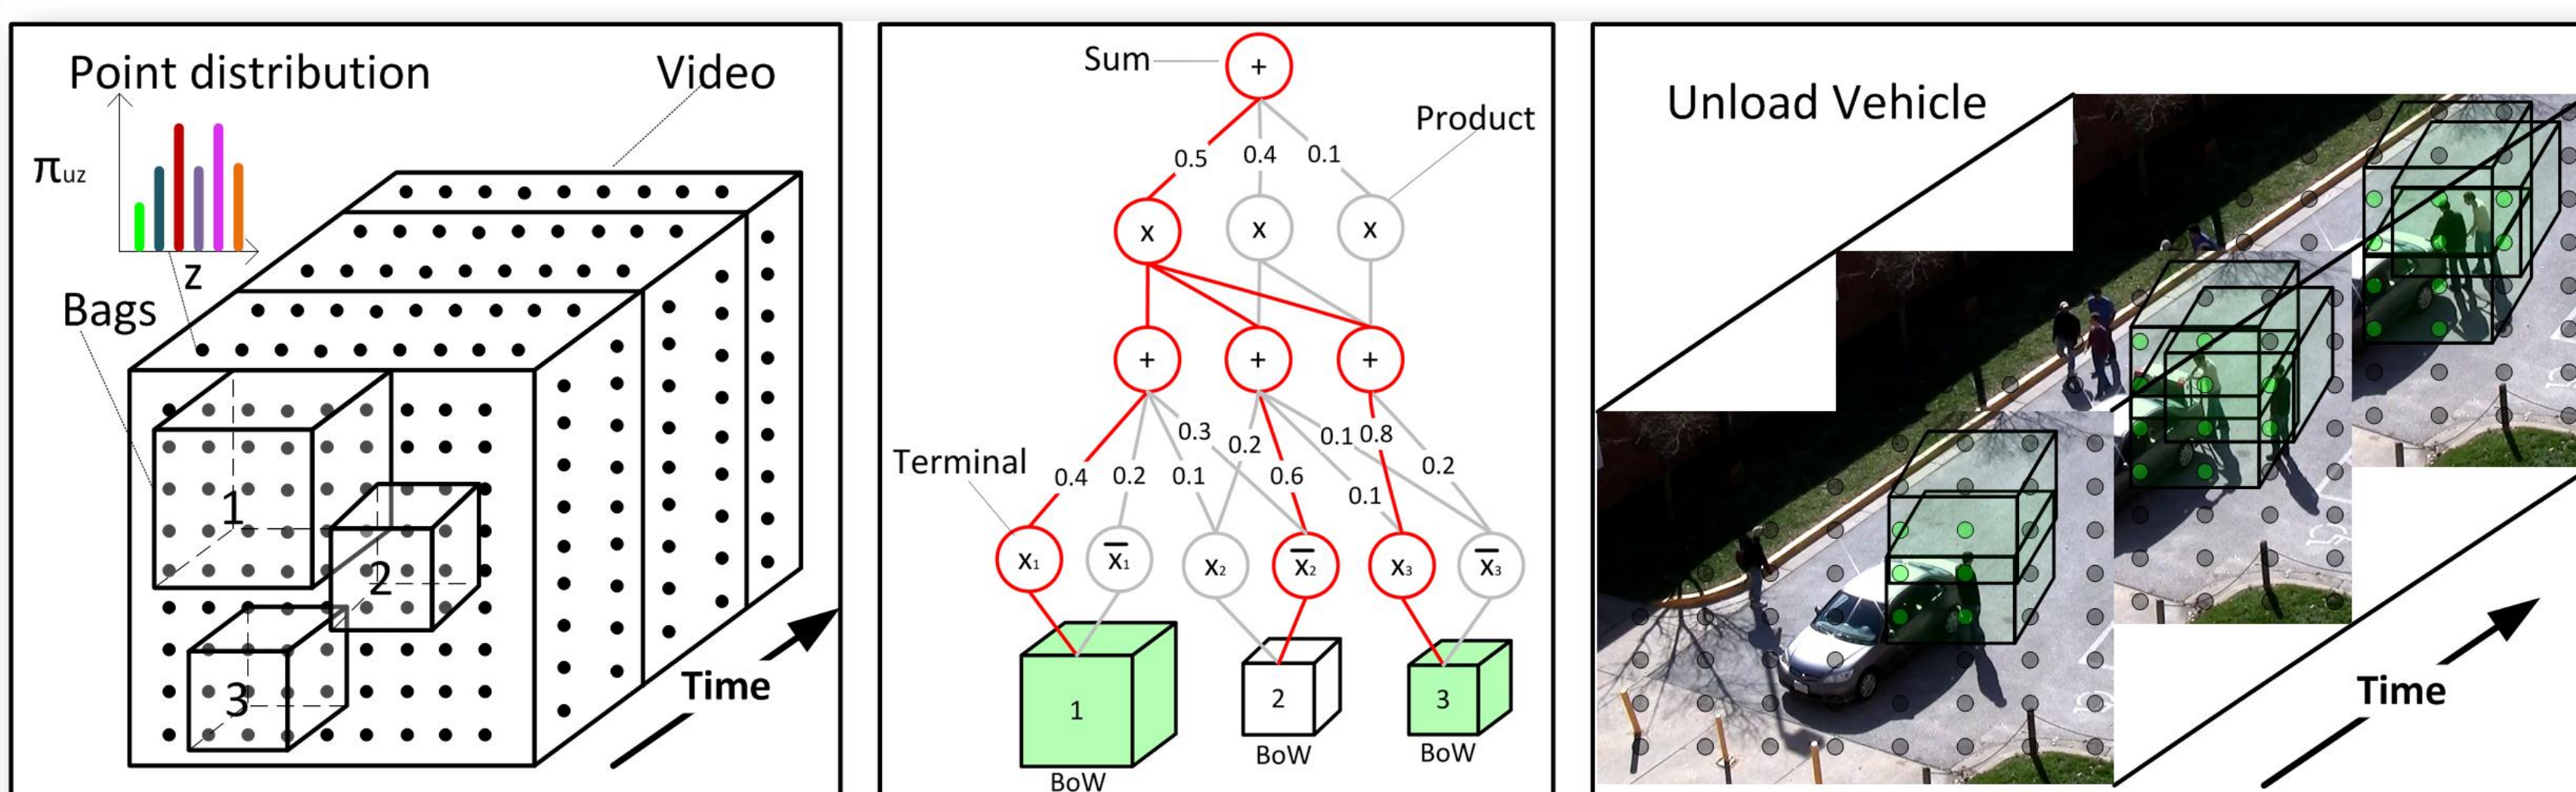 Point distribution
Video
πuz
z
Bags
1
2
3
Time
Sum
+
Product
0.5 0.4 0.1
x x x
+ + +
0.3 0.2 0.1 0.8
Terminal
0.4 0.2 0.1 0.6 0.1 0.2
x₁ x̅₁ x₂ x̅₂ x₃ x̅₃
1 2 3
BoW BoW BoW
Unload Vehicle
Time